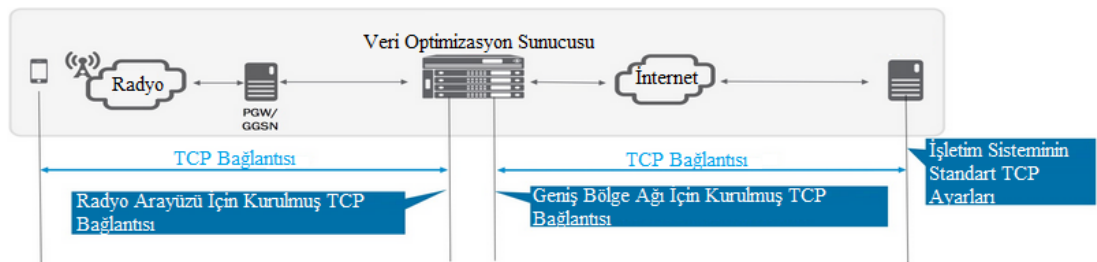 Veri Optimizasyon Sunucusu
Radyo
İnternet
PGW/
GGSN
TCP Bağlantısı
TCP Bağlantısı
İşletim Sisteminin
Standart TCP
Ayarları
Radyo Arayüzü İçin Kurulmuş TCP
Bağlantısı
Geniş Bölge Ağı İçin Kurulmuş TCP
Bağlantısı